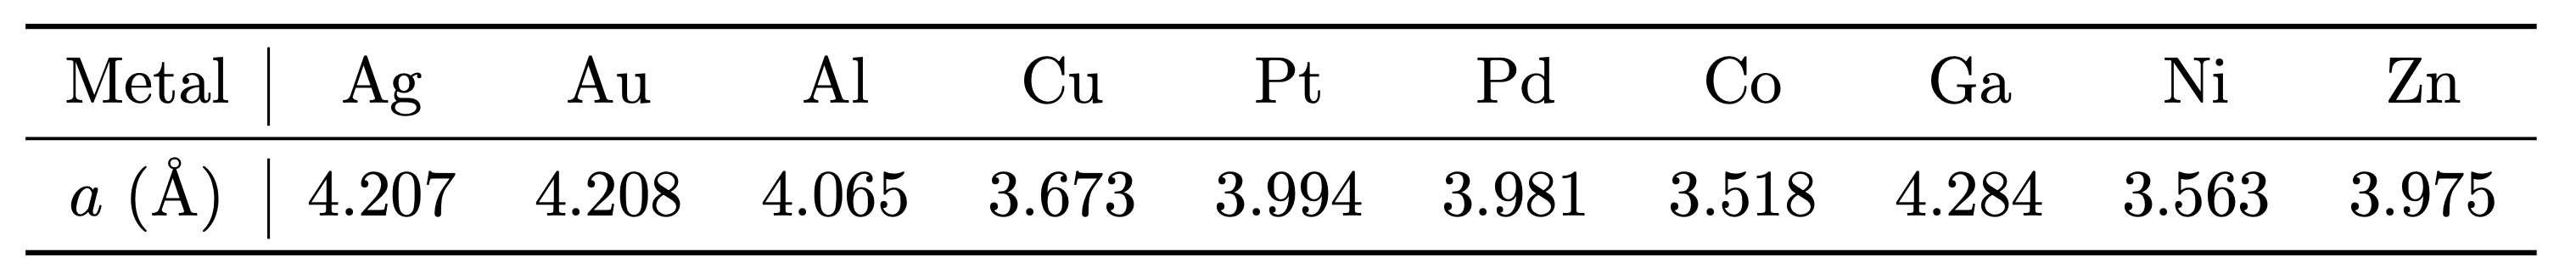 Metal Ag Au Al Cu Pt Pd Co Ga Ni Zn
a (Å) 4.207 4.208 4.065 3.673 3.994 3.981 3.518 4.284 3.563 3.975